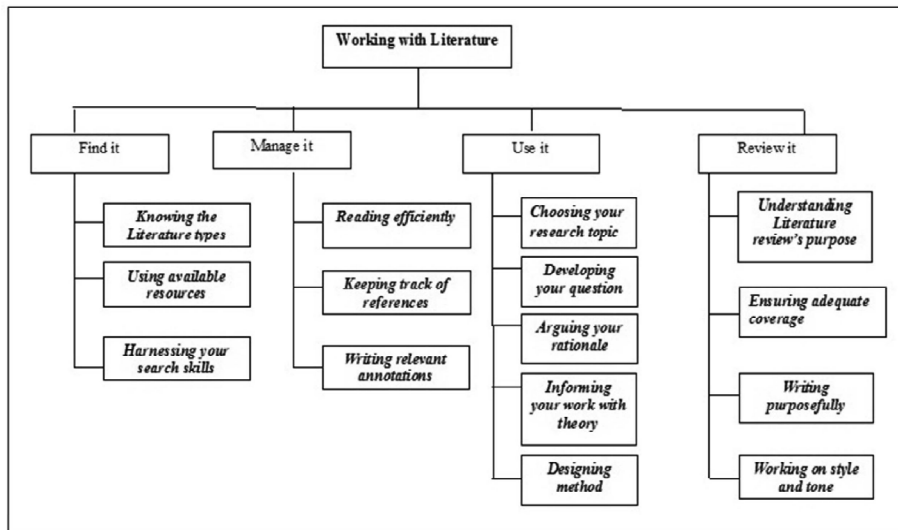 Working with Literature
Find it
Manage it
Use it
Review it
Knowing the
Literature types
Using available
resources
Harnessing your
search skills
Reading efficiently
Keeping track of
references
Writing relevant
annotations
Choosing your
research topic
Developing
your question
Arguing your
rationale
Informing
your work with
theory
Designing
method
Understanding
Literature
review's purpose
Ensuring adequate
coverage
Writing
purposefully
Working on style
and tone